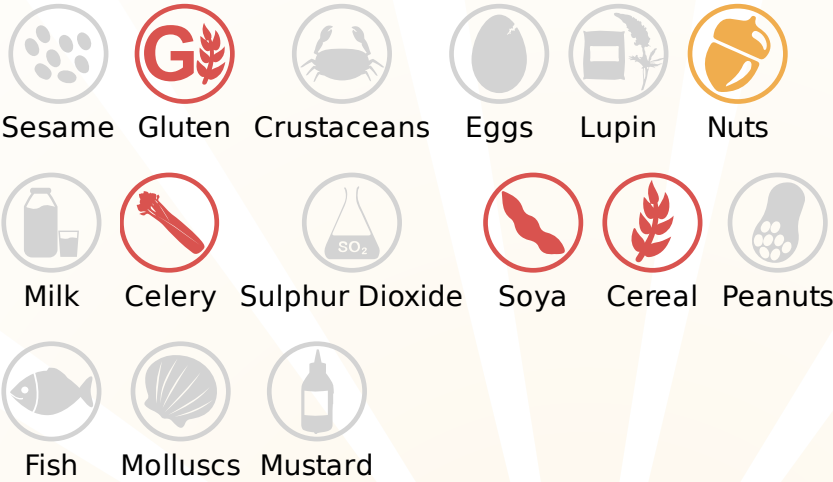 G
Sesame Gluten Crustaceans Eggs Lupin Nuts
SO₂
Milk Celery Sulphur Dioxide Soya Cereal Peanuts
Fish Molluscs Mustard